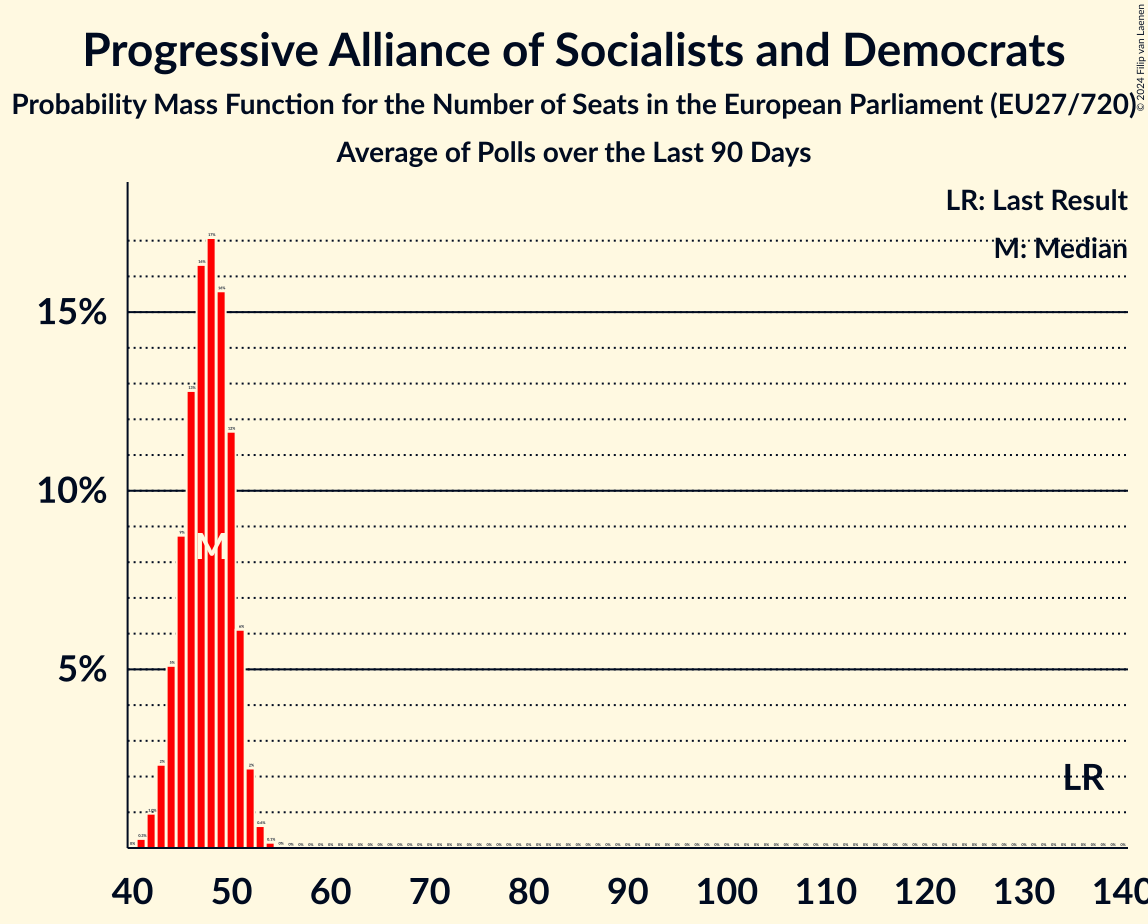 Progressive Alliance of Socialists and Democrats
© 2024 Filip van Laenen
Probability Mass Function for the Number of Seats in the European Parliament (EU27/720)
Average of Polls over the Last 90 Days
LR: Last Result
M: Median
15%
10%
5%
M
LR
40 50 60 70 80 90 100 110 120 130 140